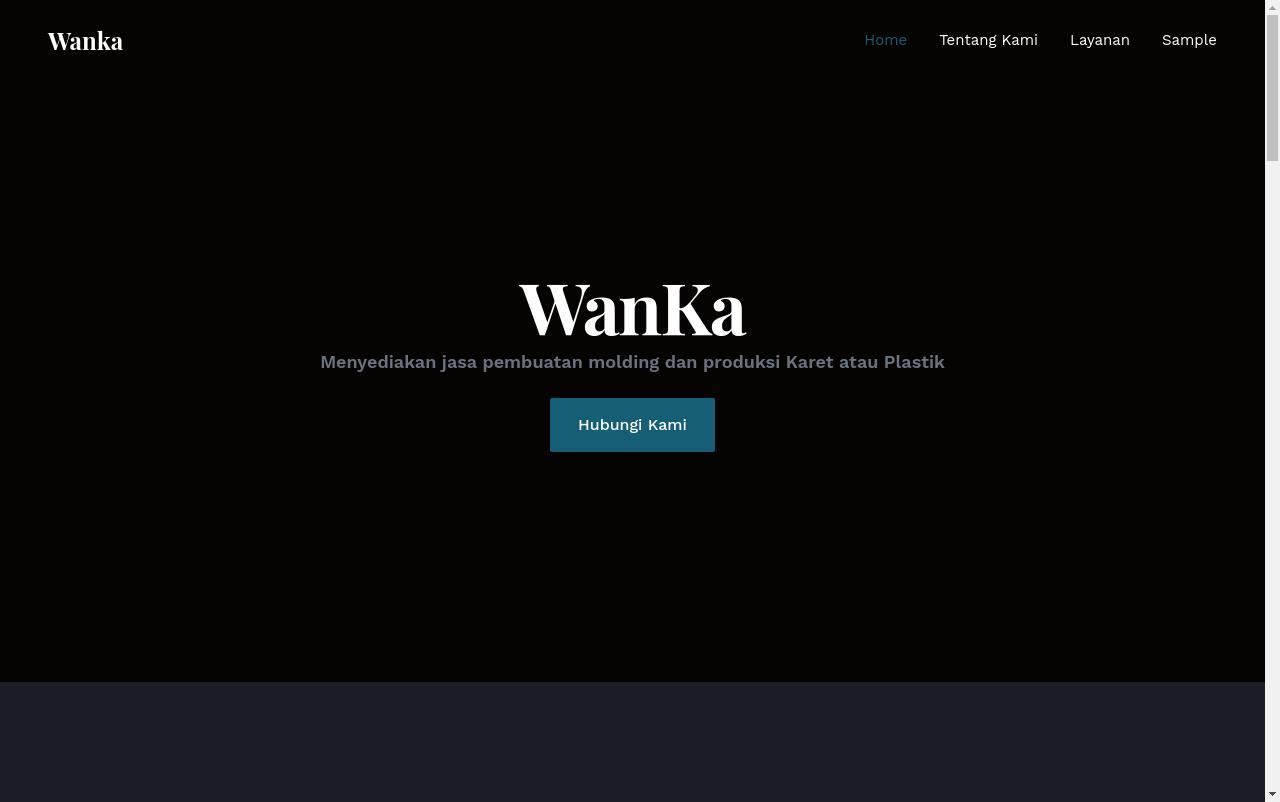 Wanka
Home
Tentang Kami
Layanan
Sample
WanKa
Menyediakan jasa pembuatan molding dan produksi Karet atau Plastik
Hubungi Kami